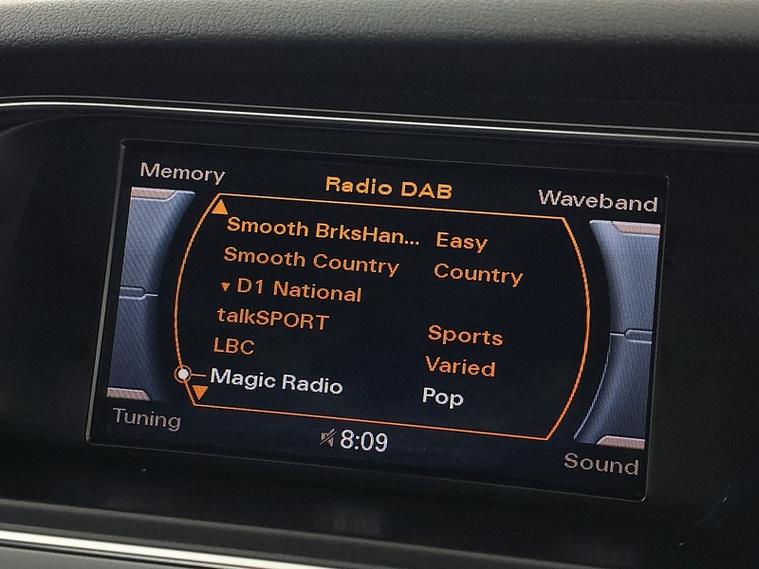 Memory
Radio DAB
Waveband
Smooth BrksHan... Easy
Smooth Country Country
D1 National
talkSPORT Sports
LBC Varied
Magic Radio Pop
Tuning
8:09
Sound